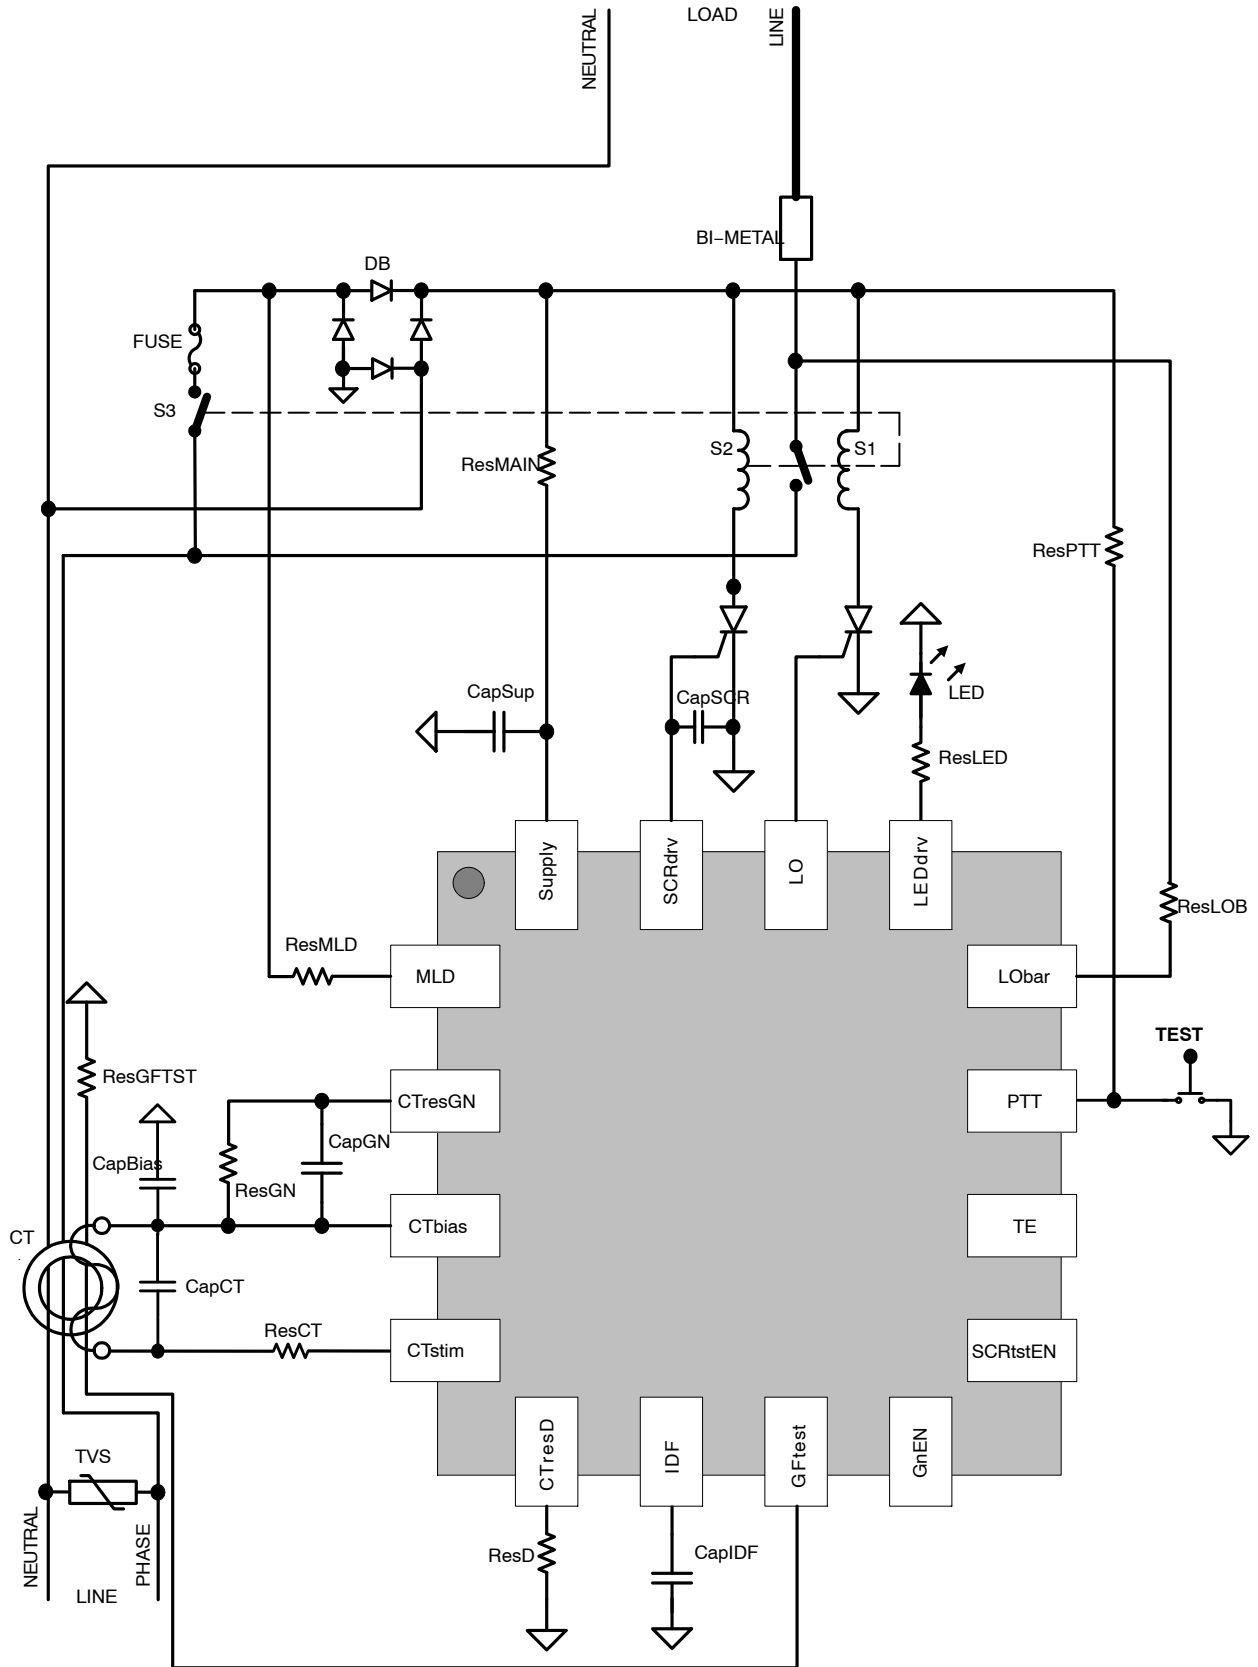 LOAD
NEUTRAL
LINE
BI−METAL
DB
FUSE
S3
S2
S1
ResMAIN
ResPTT
CapSup
CapSCR
LED
ResLED
Supply
SCRdrv
LO
LEDdrv
ResLOB
ResMLD
MLD
LObar
TEST
ResGFTST
CTresGN
PTT
CapGN
CapBias
ResGN
CTbias
TE
CT
CapCT
ResCT
CTstim
SCRtstEN
CTresD
IDF
GFtest
GnEN
TVS
NEUTRAL
PHASE
LINE
ResD
CapIDF